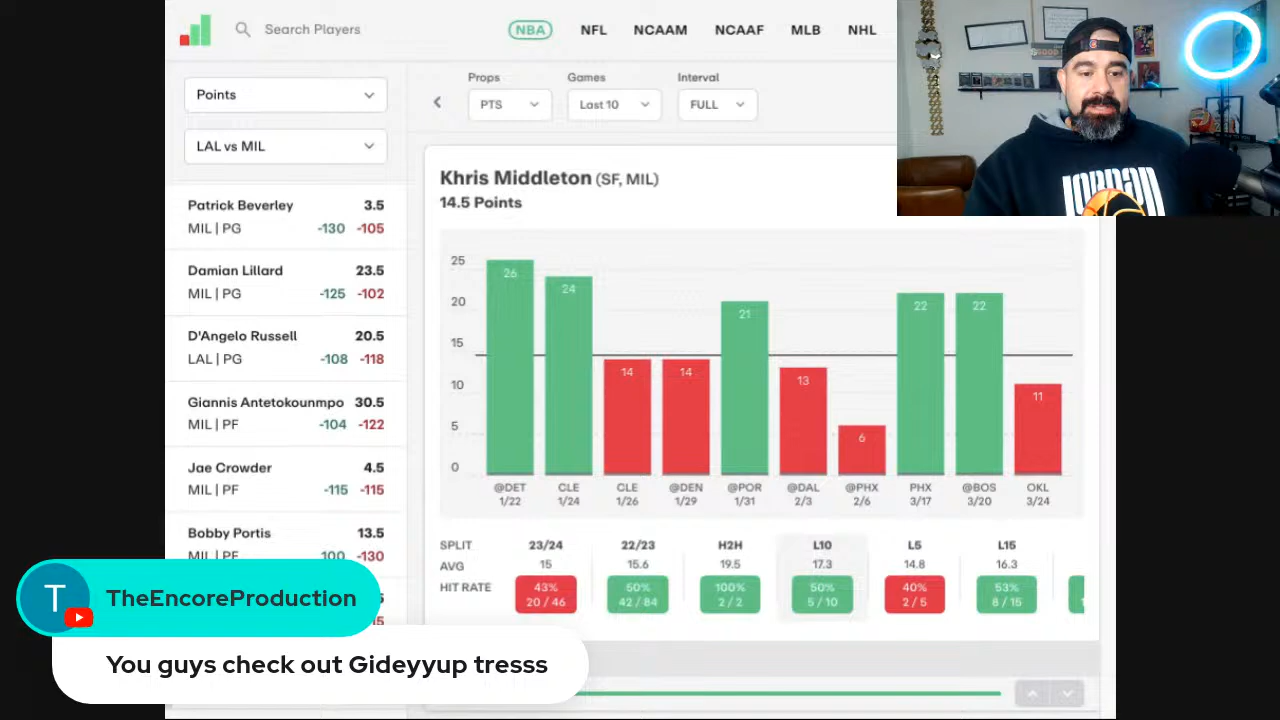 Search Players
NBA NFL NCAAM NCAAF MLB NHL
Points
LAL vs MIL
Props Games Interval
PTS Last 10 FULL
Patrick Beverley 3.5
MIL | PG -130 -105
Damian Lillard 23.5
MIL | PG -125 -102
D'Angelo Russell 20.5
LAL | PG -108 -118
Giannis Antetokounmpo 30.5
MIL | PF -104 -122
Jae Crowder 4.5
MIL | PF -115 -115
Bobby Portis 13.5
MIL | PF 100 -130
Khris Middleton (SF, MIL)
14.5 Points
25
20
15
10
5
0
26 24 14 14 21 13 6 22 22 11
@DET CLE CLE @DEN @POR @DAL @PHX PHX @BOS OKL
1/22 1/24 1/26 1/29 1/31 2/3 2/6 3/17 3/20 3/24
SPLIT 23/24 22/23 H2H L10 L5 L15
AVG 15 15.6 19.5 17.3 14.8 16.3
HIT RATE 43% 50% 100% 50% 40% 53%
20 / 46 42 / 84 2 / 2 5 / 10 2 / 5 8 / 15
JORDAN
T
TheEncoreProduction
You guys check out Gideyyup tresss